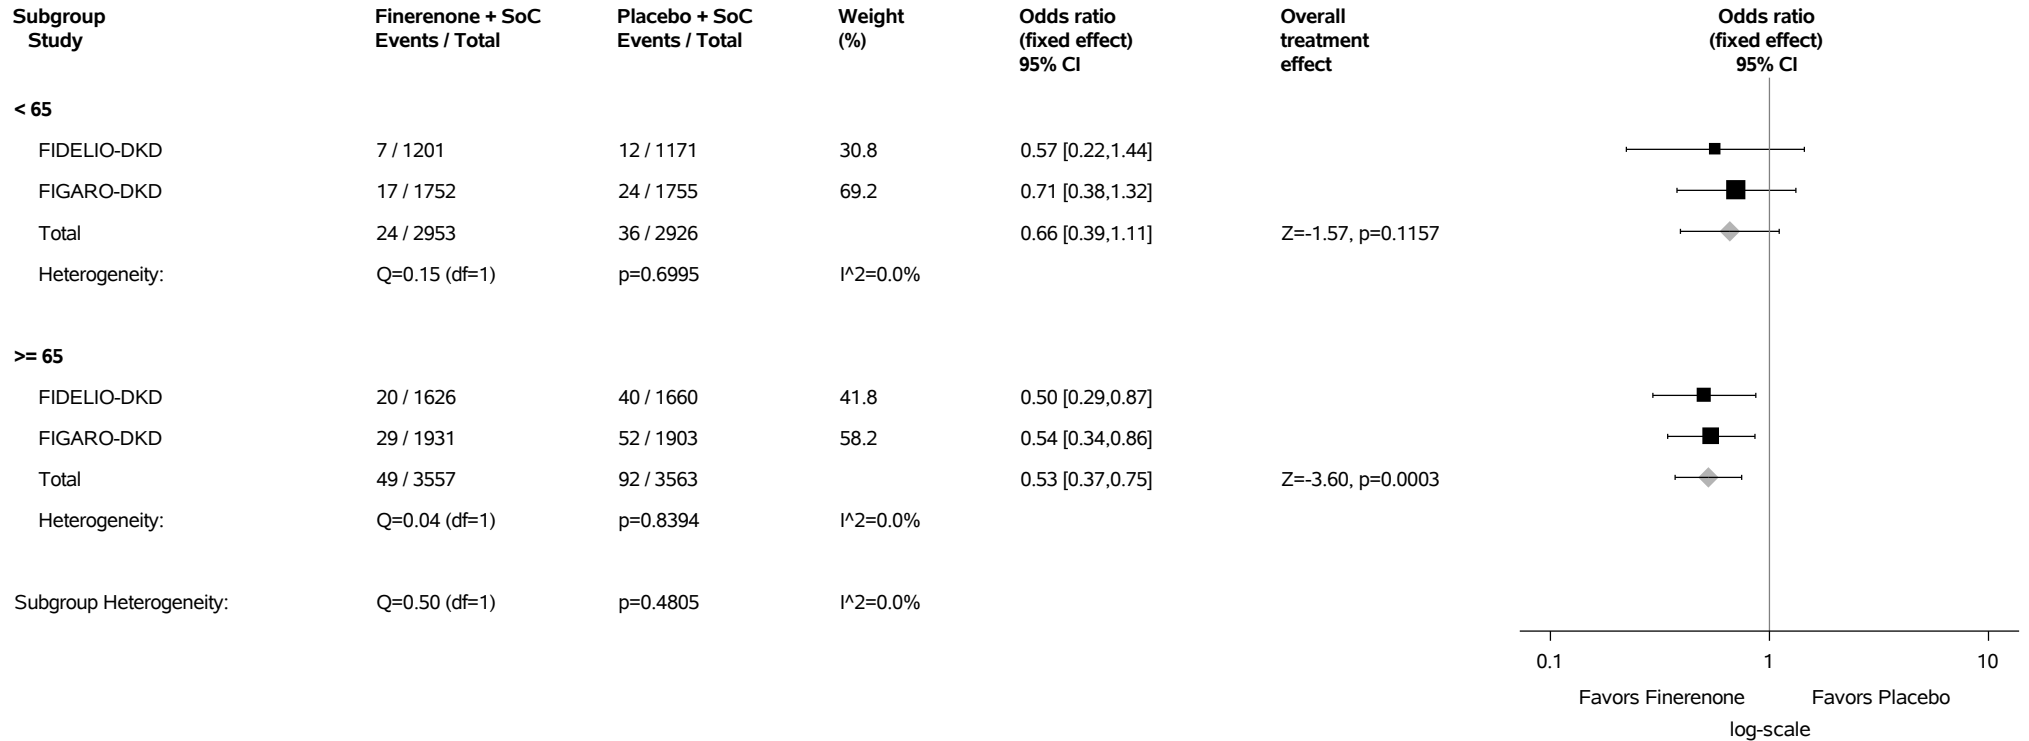 Subgroup Finerenone + SoC Placebo + SoC Weight Odds ratio Overall Odds ratio
Study Events / Total Events / Total (%) (fixed effect) treatment (fixed effect)
95% CI effect 95% CI
< 65
FIDELIO-DKD 7 / 1201 12 / 1171 30.8 0.57 [0.22,1.44]
FIGARO-DKD 17 / 1752 24 / 1755 69.2 0.71 [0.38,1.32]
Total 24 / 2953 36 / 2926 0.66 [0.39,1.11] Z=-1.57, p=0.1157
Heterogeneity: Q=0.15 (df=1) p=0.6995 I^2=0.0%
>= 65
FIDELIO-DKD 20 / 1626 40 / 1660 41.8 0.50 [0.29,0.87]
FIGARO-DKD 29 / 1931 52 / 1903 58.2 0.54 [0.34,0.86]
Total 49 / 3557 92 / 3563 0.53 [0.37,0.75] Z=-3.60, p=0.0003
Heterogeneity: Q=0.04 (df=1) p=0.8394 I^2=0.0%
Subgroup Heterogeneity: Q=0.50 (df=1) p=0.4805 I^2=0.0%
0.1 1 10
Favors Finerenone Favors Placebo
log-scale